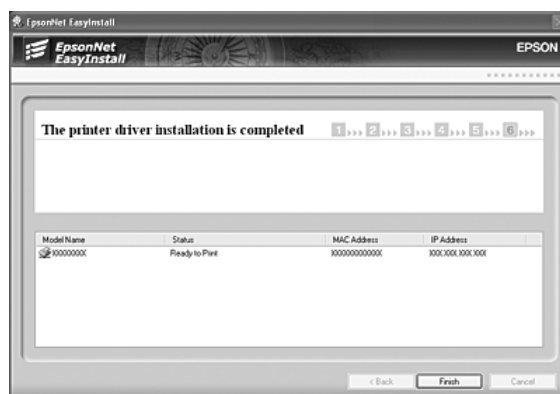 EpsonNet EasyInstall
EpsonNet
EasyInstall
EPSON
The printer driver installation is completed
1 2 3 4 5 6
Model Name Status MAC Address IP Address
XXXXXXXX Ready to Print XXXXXXXXXXXX XXX.XXX.XXX.XXX
< Back Finish Cancel